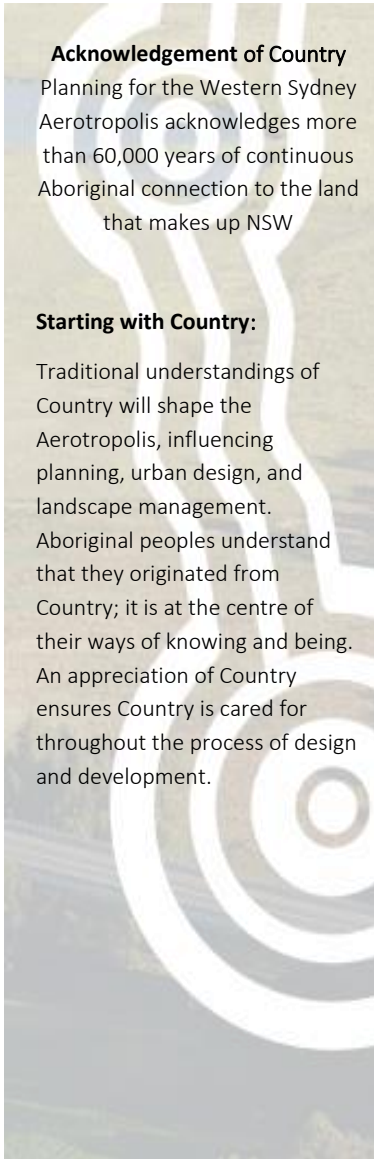 Acknowledgement of Country
Planning for the Western Sydney
Aerotropolis acknowledges more
than 60,000 years of continuous
Aboriginal connection to the land
that makes up NSW
Starting with Country:
Traditional understandings of
Country will shape the
Aerotropolis, influencing
planning, urban design, and
landscape management.
Aboriginal peoples understand
that they originated from
Country; it is at the centre of
their ways of knowing and being.
An appreciation of Country
ensures Country is cared for
throughout the process of design
and development.